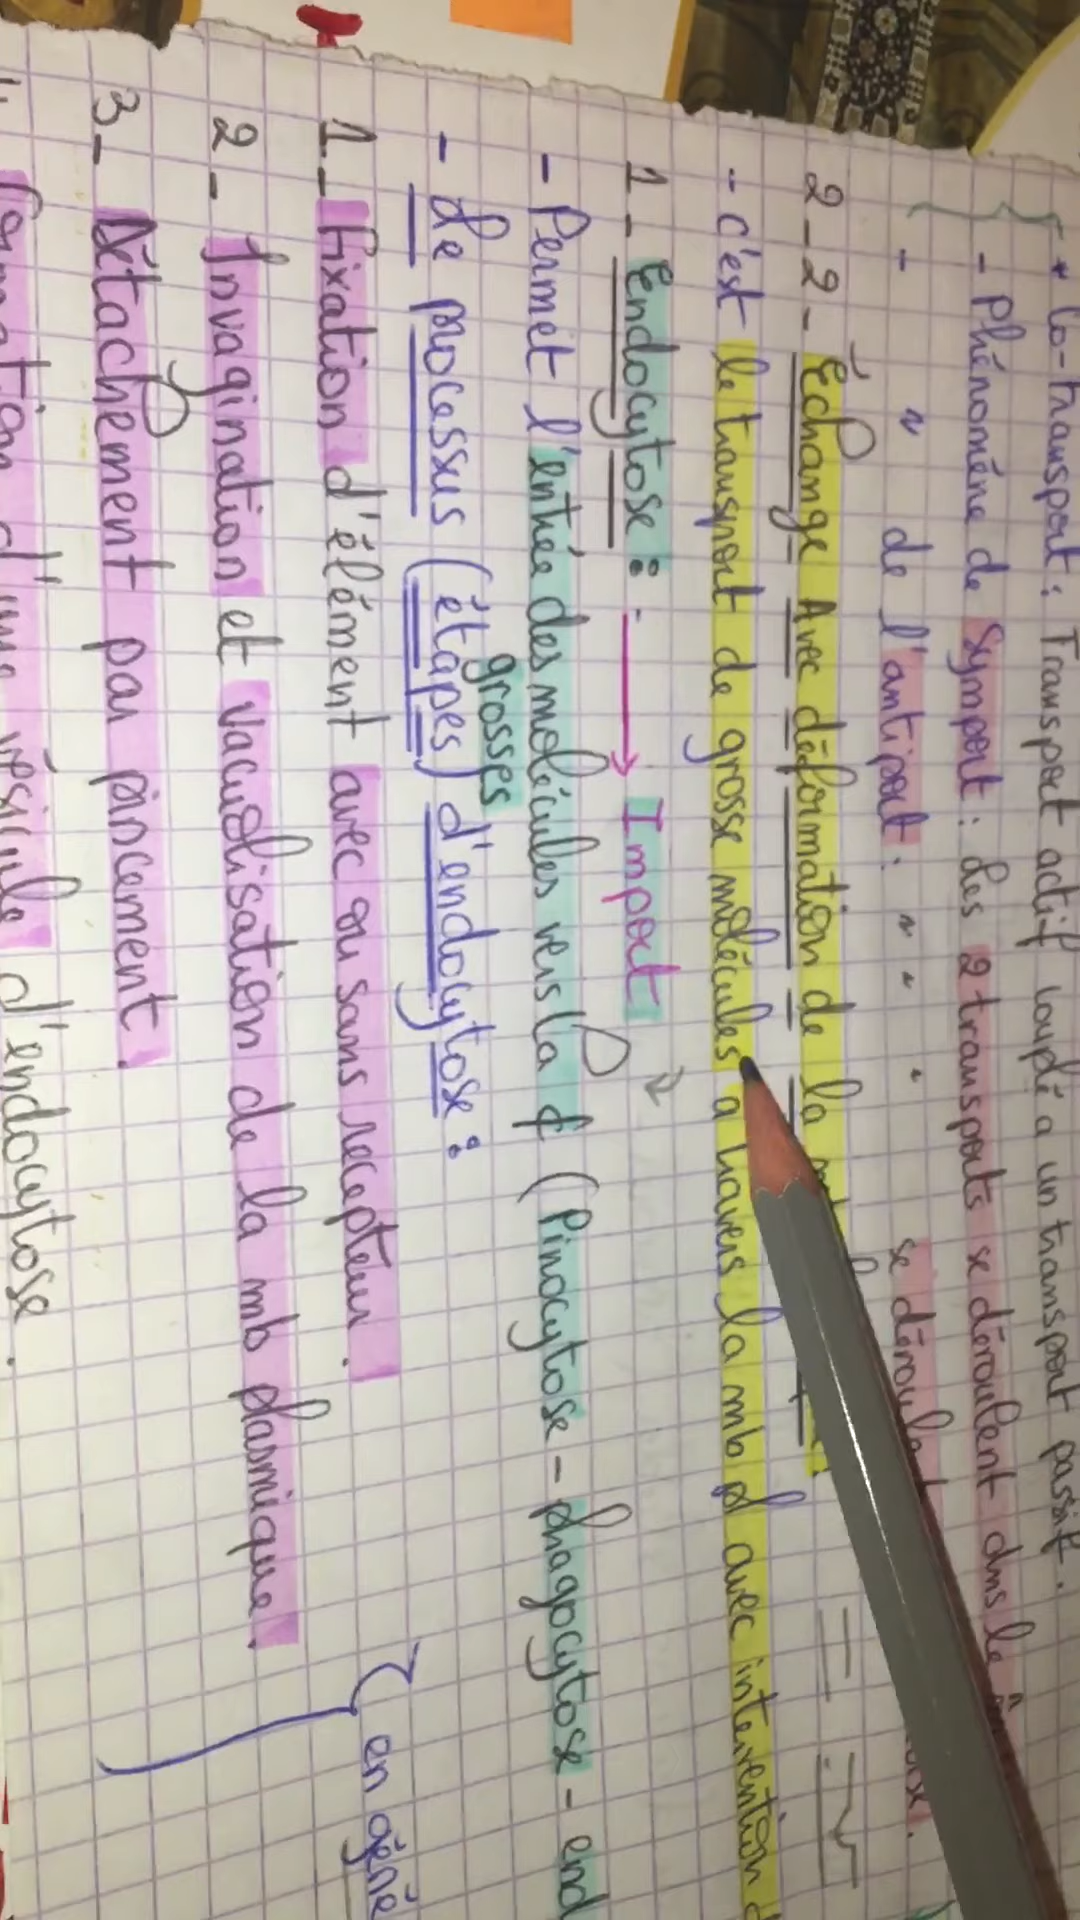 + Co-transport : Transport actif couplé a un transport passif.
- Phénoméne de Symport : Les 2 transports se déroulent dans le m̂
- " de l'antiport : " " " se déroulent
2-2- Echange Avec déformation de la
- c'est le transport de grosse molécules a travers la mb p avec intervention d
1- Endocytose : → Import
- Permet l'entrée des molécules vers la ¢ (Pinocytose - phagocytose - end
grosses
- Le processus (étapes) d'endocytose :
1- Fixation d'élément avec ou sans recepteur.
2- Invagination et vacuolisation de la mb plasmique.
en géné
3- Détachement par pincement.
Formation d'une vésicule d'endocytose.